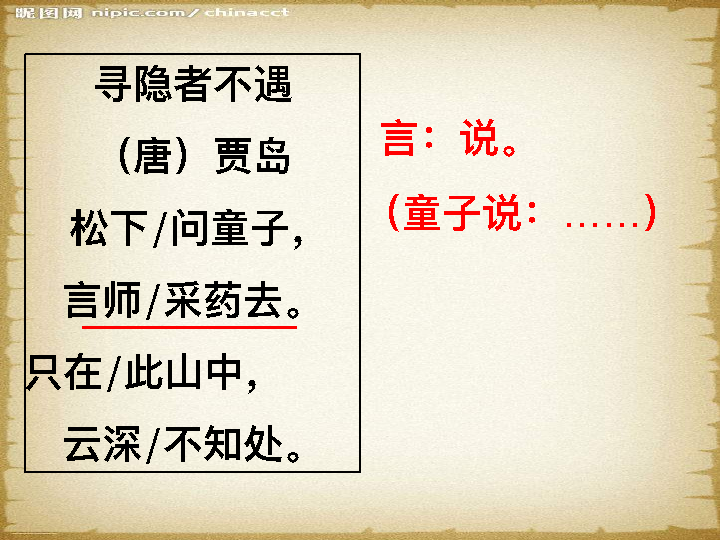 昵图网 nipic.com/chinacct
寻隐者不遇
（唐）贾岛
松下/问童子，
言师/采药去。
只在/此山中，
云深/不知处。
言：说。
（童子说：……）